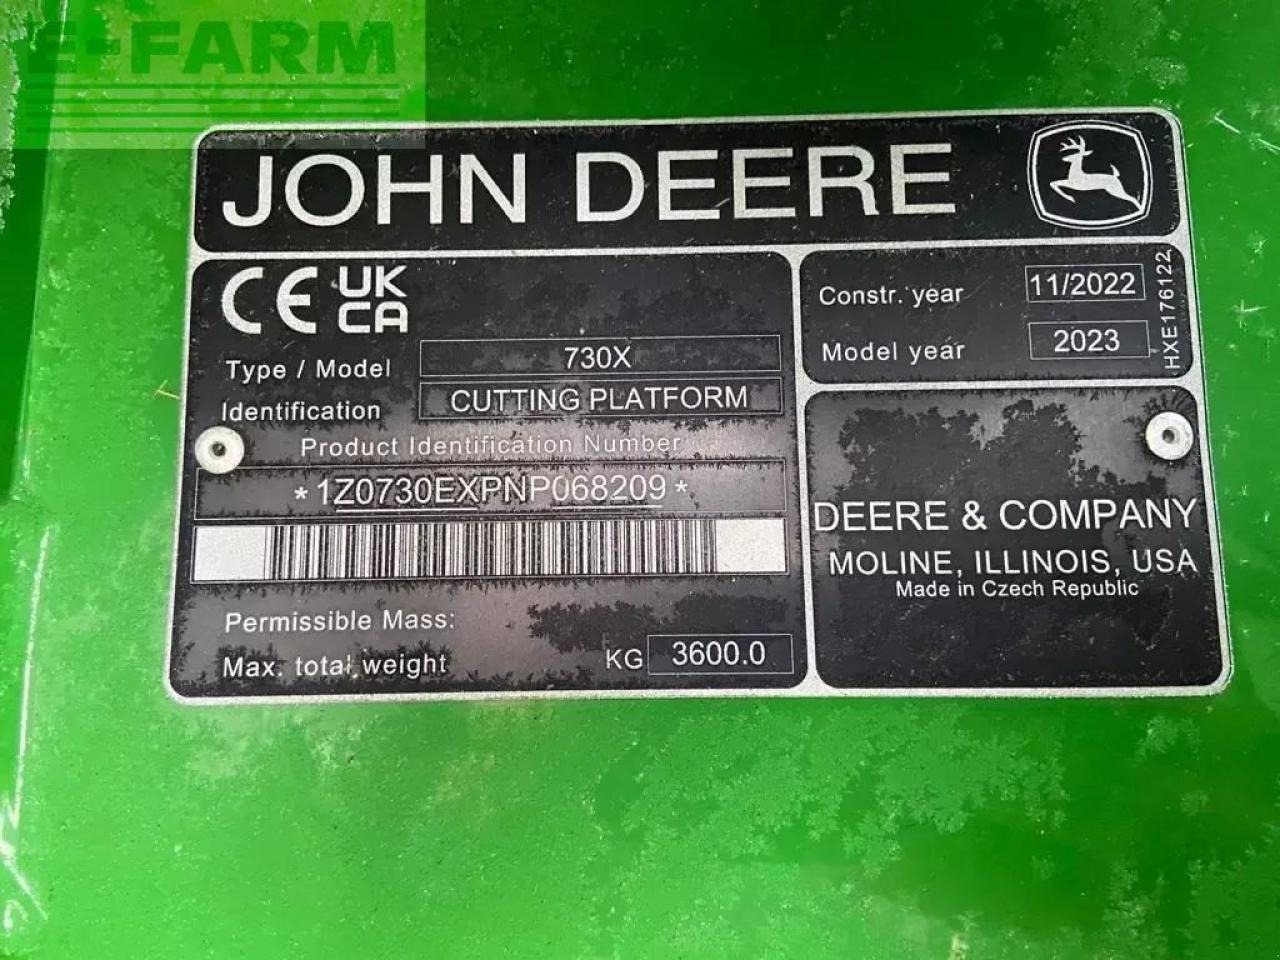 E-FARM
JOHN DEERE
CE UK
CA
Constr. year 11/2022
Model year 2023
HXE176122
Type / Model 730X
Identification CUTTING PLATFORM
Product Identification Number
*1Z0730EXPNP068209*
DEERE & COMPANY
MOLINE, ILLINOIS, USA
Made in Czech Republic
Permissible Mass:
Max. total weight KG 3600.0